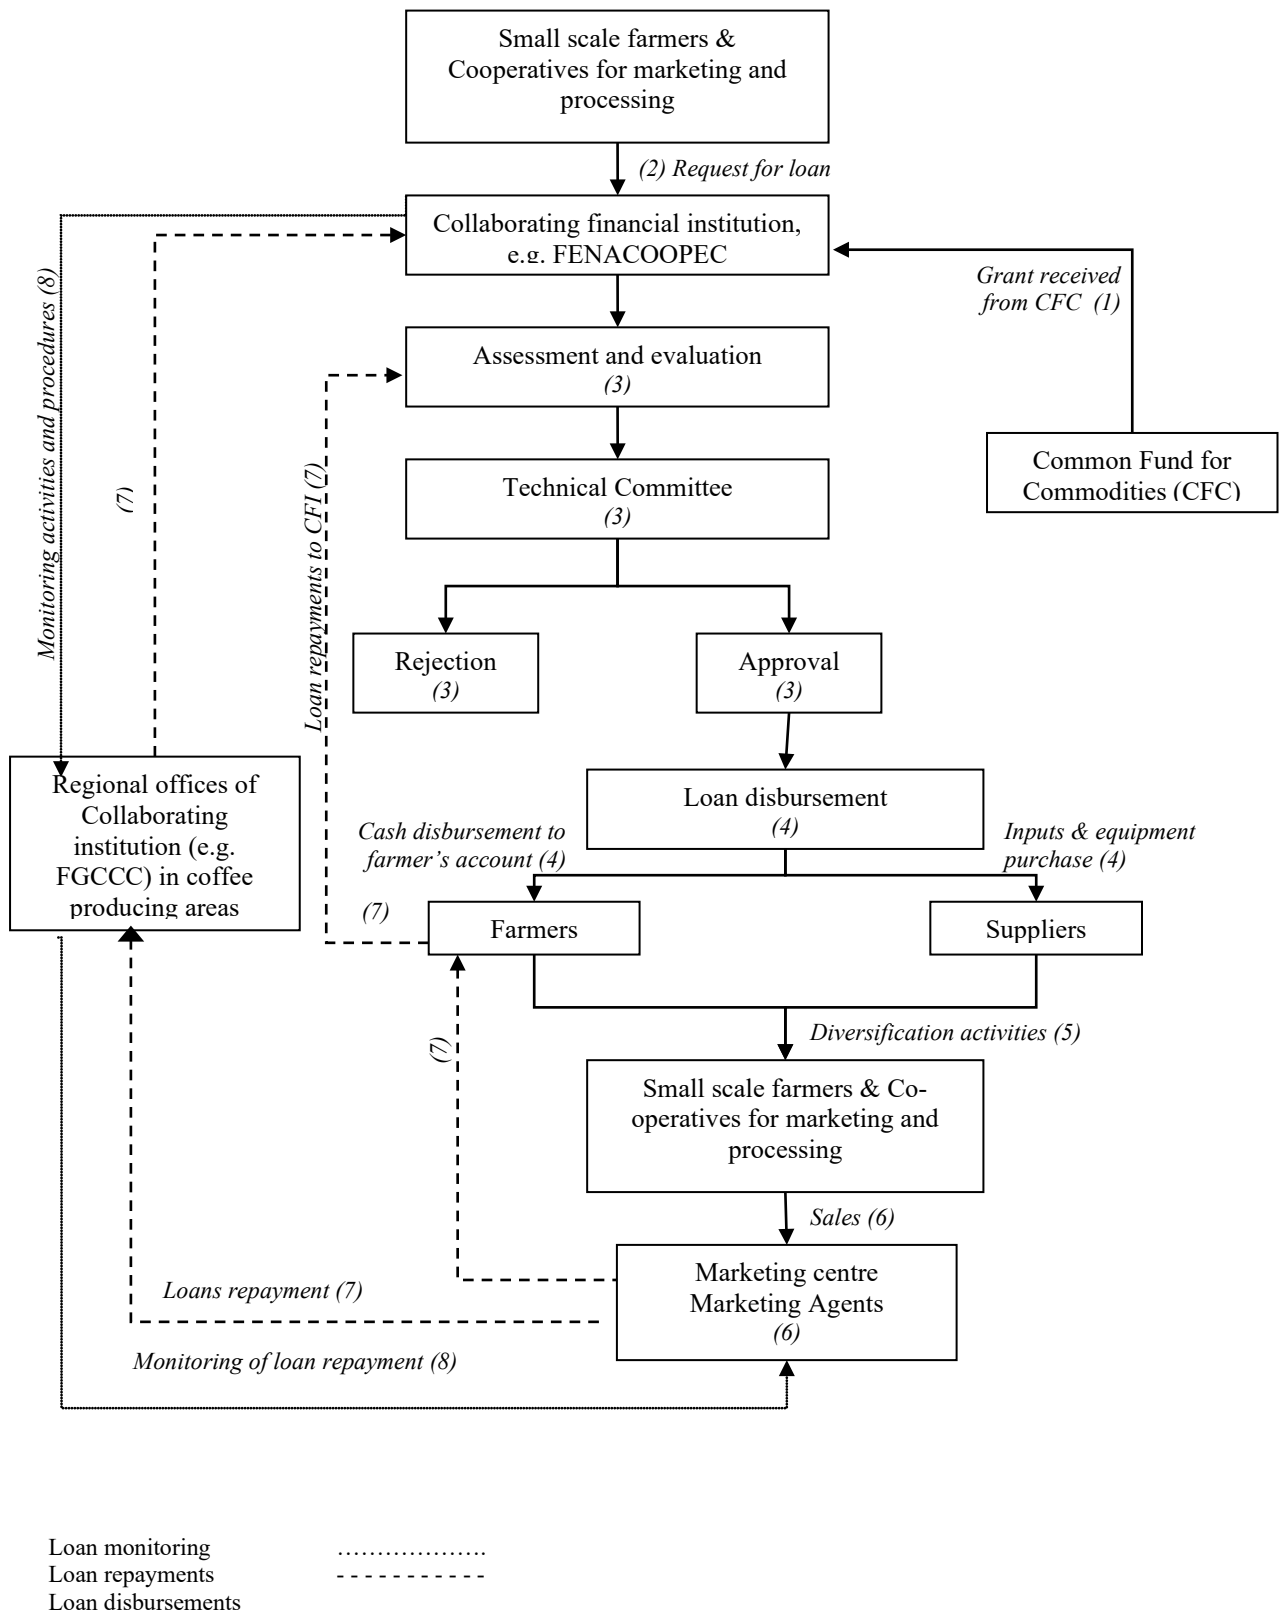 Small scale farmers &
Cooperatives for marketing and
processing
(2) Request for loan
Collaborating financial institution,
e.g. FENACOOPEC
Grant received
from CFC (1)
Monitoring activities and procedures (8)
(7)
Assessment and evaluation
(3)
Loan repayments to CFI (7)
Technical Committee
(3)
Common Fund for
Commodities (CFC)
Rejection
(3)
Approval
(3)
Regional offices of
Collaborating
institution (e.g.
FGCCC) in coffee
producing areas
Loan disbursement
(4)
Cash disbursement to
farmer’s account (4)
Inputs & equipment
purchase (4)
(7)
Farmers
Suppliers
(7)
Diversification activities (5)
Small scale farmers & Co-
operatives for marketing and
processing
Sales (6)
Marketing centre
Marketing Agents
(6)
Loans repayment (7)
Monitoring of loan repayment (8)
Loan monitoring ...................
Loan repayments - - - - - - - - - - -
Loan disbursements